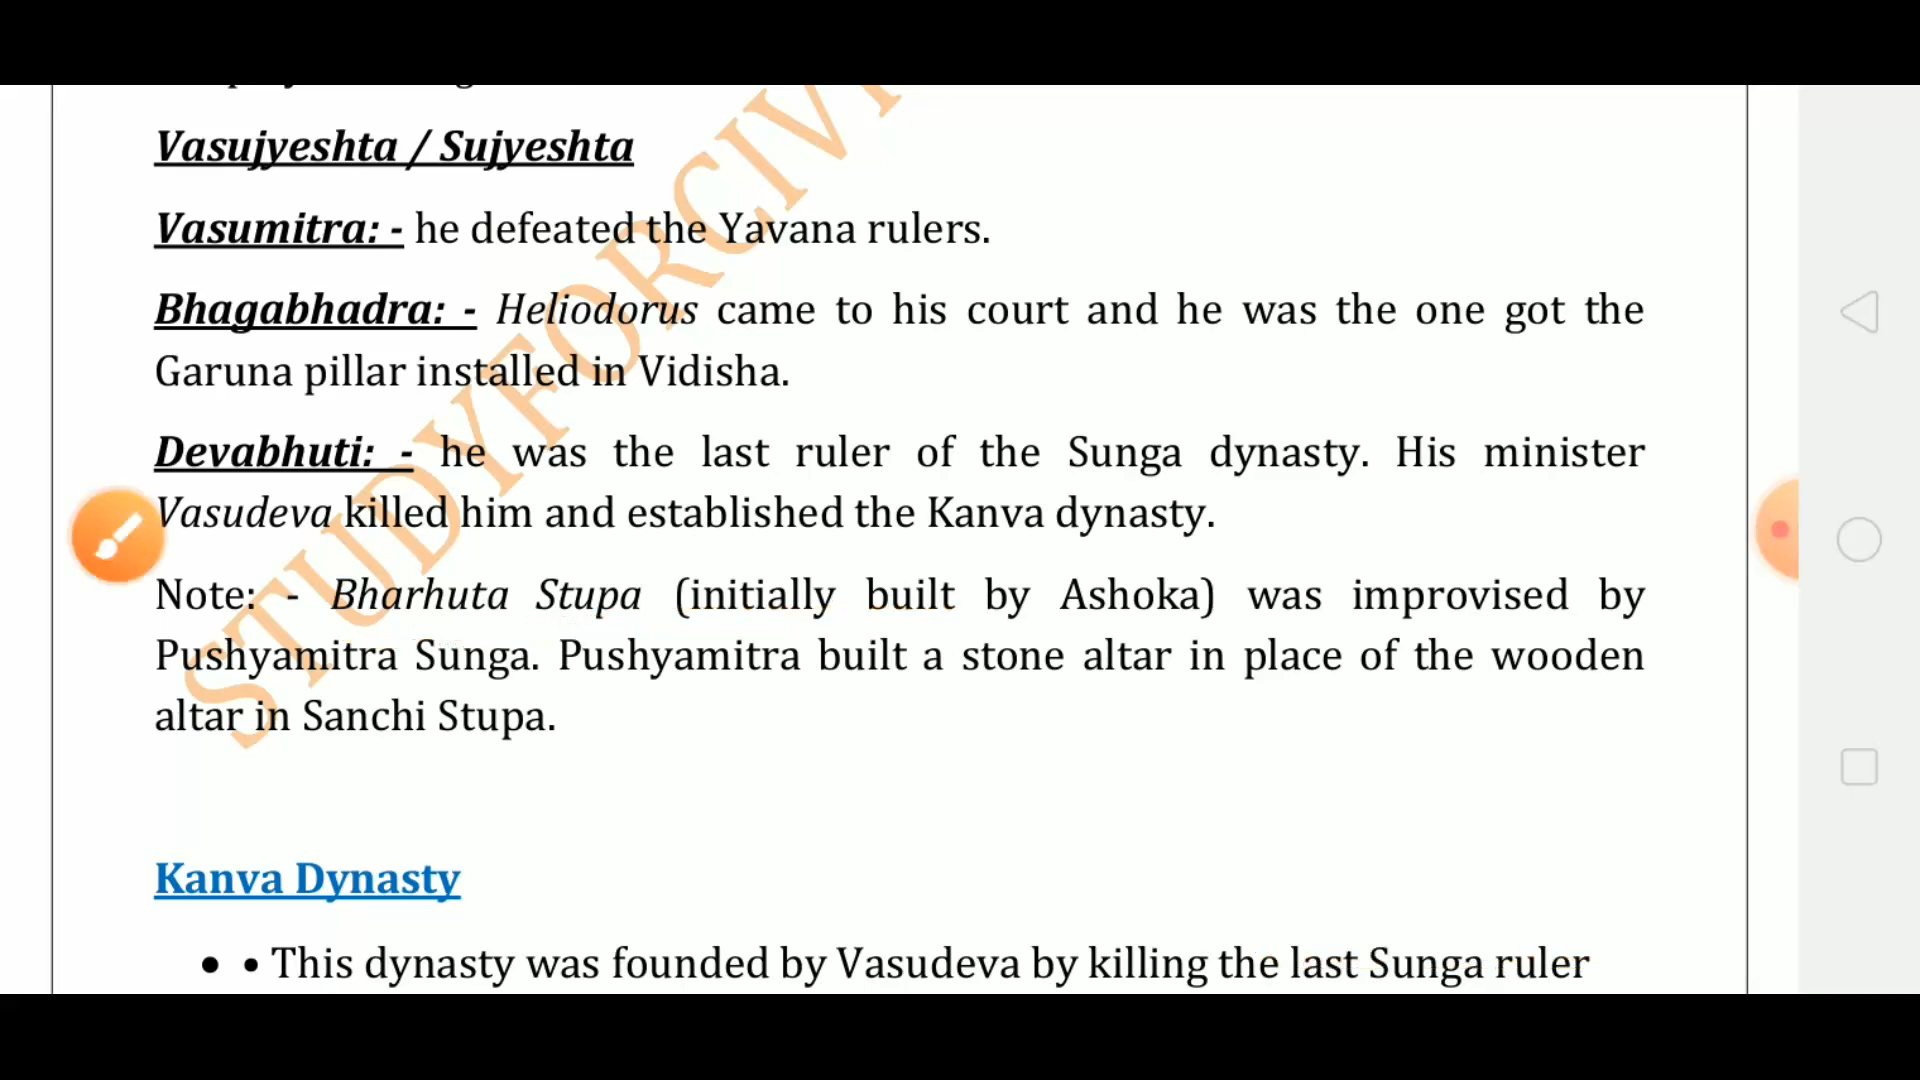 Vasujyeshta / Sujyeshta
Vasumitra: - he defeated the Yavana rulers.
Bhagabhadra: - Heliodorus came to his court and he was the one got the
Garuna pillar installed in Vidisha.
Devabhuti: - he was the last ruler of the Sunga dynasty. His minister
Vasudeva killed him and established the Kanva dynasty.
Note: - Bharhuta Stupa (initially built by Ashoka) was improvised by
Pushyamitra Sunga. Pushyamitra built a stone altar in place of the wooden
altar in Sanchi Stupa.
Kanva Dynasty
• • This dynasty was founded by Vasudeva by killing the last Sunga ruler
STUDYFORCIV